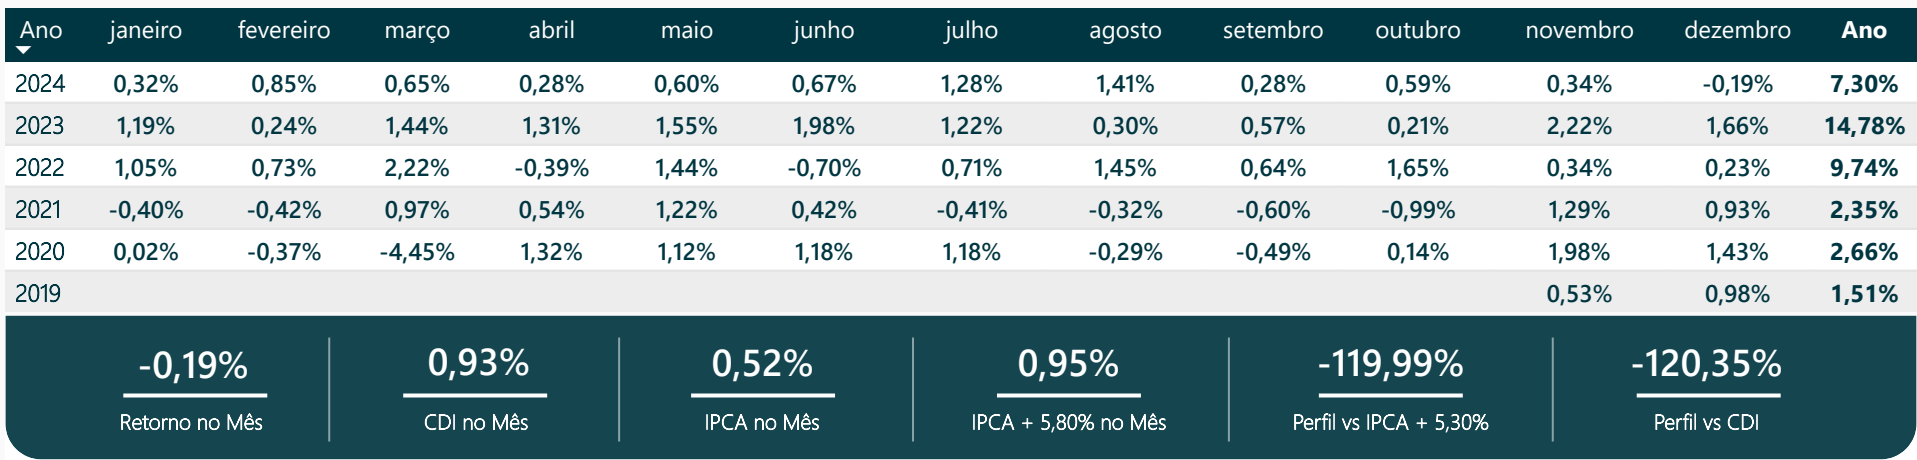 Ano janeiro fevereiro março abril maio junho julho agosto setembro outubro novembro dezembro Ano
2024 0,32% 0,85% 0,65% 0,28% 0,60% 0,67% 1,28% 1,41% 0,28% 0,59% 0,34% -0,19% 7,30%
2023 1,19% 0,24% 1,44% 1,31% 1,55% 1,98% 1,22% 0,30% 0,57% 0,21% 2,22% 1,66% 14,78%
2022 1,05% 0,73% 2,22% -0,39% 1,44% -0,70% 0,71% 1,45% 0,64% 1,65% 0,34% 0,23% 9,74%
2021 -0,40% -0,42% 0,97% 0,54% 1,22% 0,42% -0,41% -0,32% -0,60% -0,99% 1,29% 0,93% 2,35%
2020 0,02% -0,37% -4,45% 1,32% 1,12% 1,18% 1,18% -0,29% -0,49% 0,14% 1,98% 1,43% 2,66%
2019 0,53% 0,98% 1,51%
-0,19% 0,93% 0,52% 0,95% -119,99% -120,35%
Retorno no Mês CDI no Mês IPCA no Mês IPCA + 5,80% no Mês Perfil vs IPCA + 5,30% Perfil vs CDI